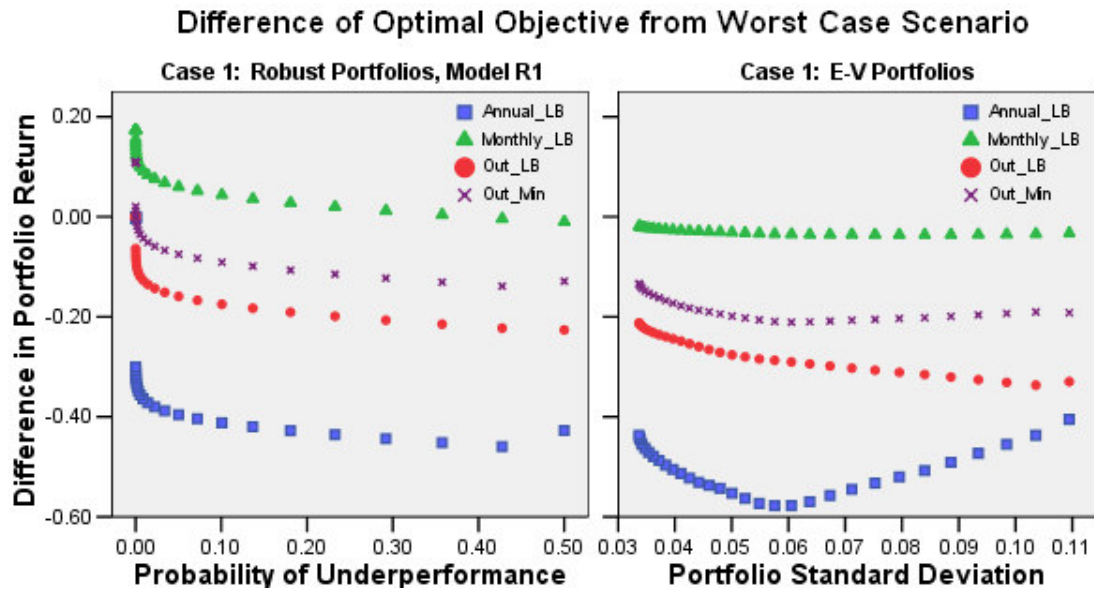 Difference of Optimal Objective from Worst Case Scenario
Case 1: Robust Portfolios, Model R1
Case 1: E-V Portfolios
Difference in Portfolio Return
0.20
0.00
-0.20
-0.40
-0.60
Annual_LB
Monthly_LB
Out_LB
Out_Min
Annual_LB
Monthly_LB
Out_LB
Out_Min
0.00 0.10 0.20 0.30 0.40 0.50
0.03 0.04 0.05 0.06 0.07 0.08 0.09 0.10 0.11
Probability of Underperformance
Portfolio Standard Deviation